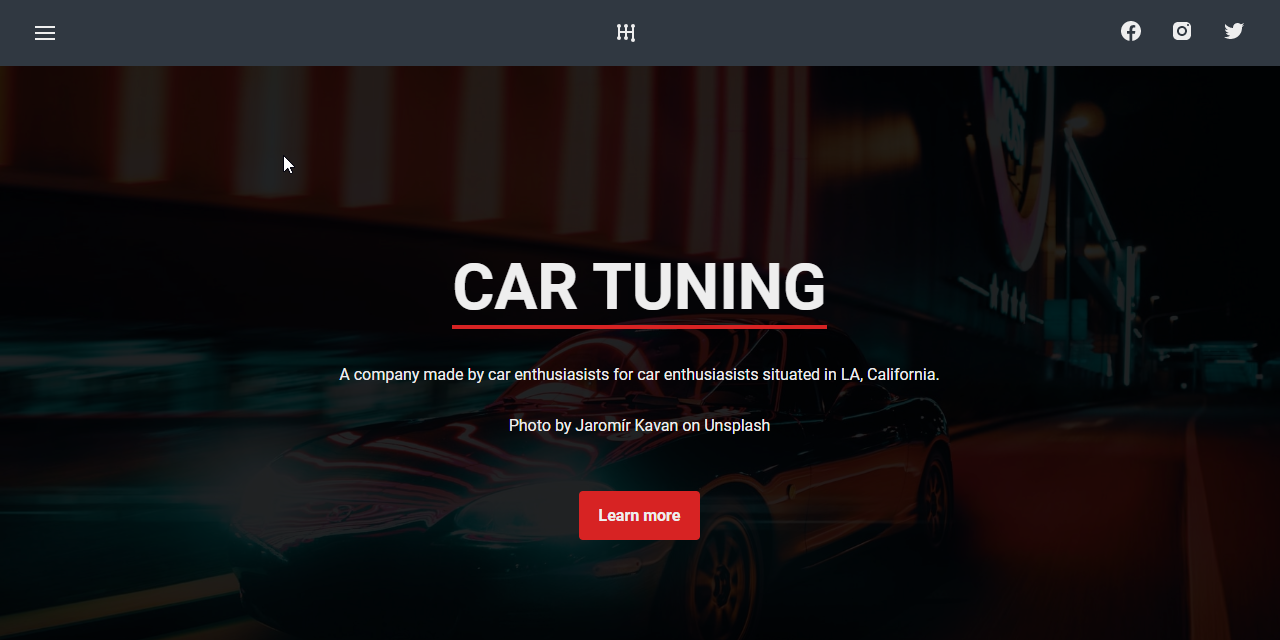 CAR TUNING
A company made by car enthusiasists for car enthusiasists situated in LA, California.
Photo by Jaromír Kavan on Unsplash
Learn more